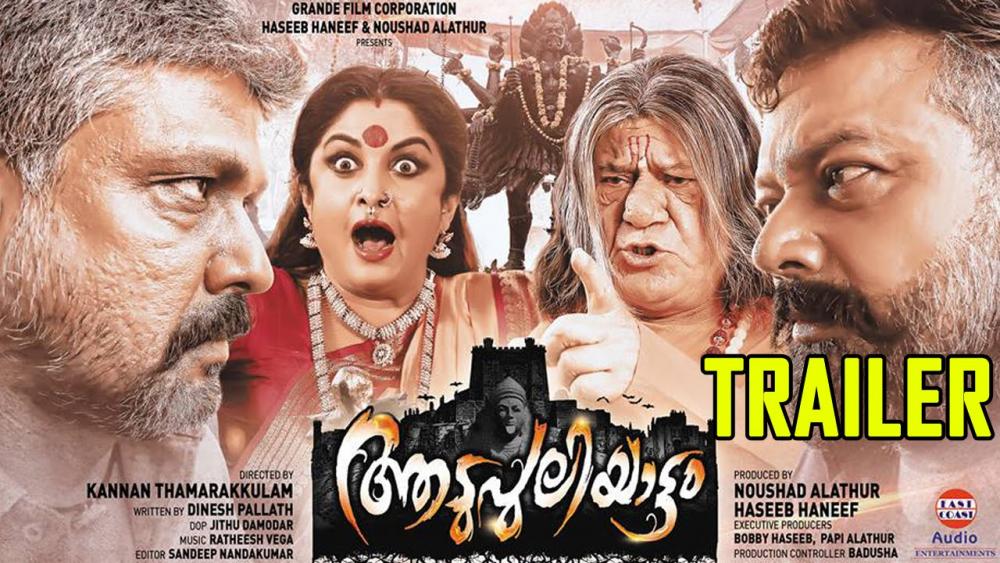 GRANDE FILM CORPORATION
HASEEB HANEEF & NOUSHAD ALATHUR
PRESENTS
TRAILER
ആടുപുലിയാട്ടം
DIRECTED BY
KANNAN THAMARAKKULAM
WRITTEN BY DINESH PALLATH
DOP JITHU DAMODAR
MUSIC RATHEESH VEGA
EDITOR SANDEEP NANDAKUMAR
PRODUCED BY
NOUSHAD ALATHUR
HASEEB HANEEF
EXECUTIVE PRODUCERS
BOBBY HASEEB, PAPI ALATHUR
PRODUCTION CONTROLLER BADUSHA
EAST
COAST
Audio
ENTERTAINMENTS